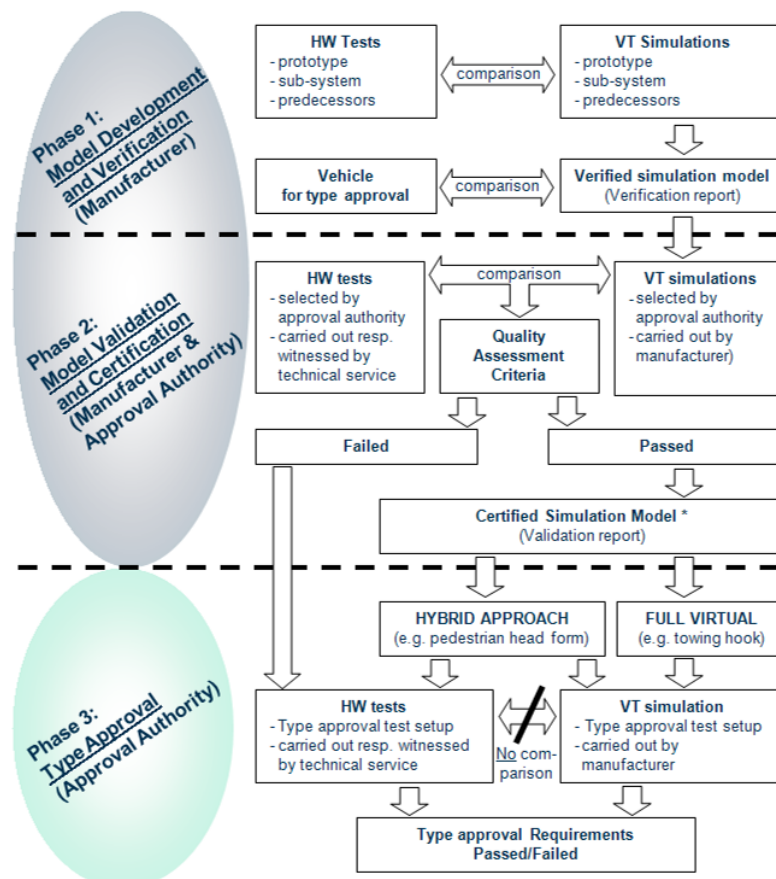 Phase 1:
Model Development
and Verification
(Manufacturer)
HW Tests
- prototype
- sub-system
- predecessors
comparison
VT Simulations
- prototype
- sub-system
- predecessors
Vehicle
for type approval
comparison
Verified simulation model
(Verification report)
Phase 2:
Model Validation
and Certification
(Manufacturer &
Approval Authority)
HW tests
- selected by
approval authority
- carried out resp.
witnessed by
technical service
comparison
Quality
Assessment
Criteria
VT simulations
- selected by
approval authority
- carried out by
manufacturer)
Failed
Passed
Certified Simulation Model *
(Validation report)
Phase 3:
Type Approval
(Approval Authority)
HYBRID APPROACH
(e.g. pedestrian head form)
FULL VIRTUAL
(e.g. towing hook)
HW tests
- Type approval test setup
- carried out resp. witnessed
by technical service
No com-
parison
VT simulation
- Type approval test setup
- carried out by
manufacturer
Type approval Requirements
Passed/Failed